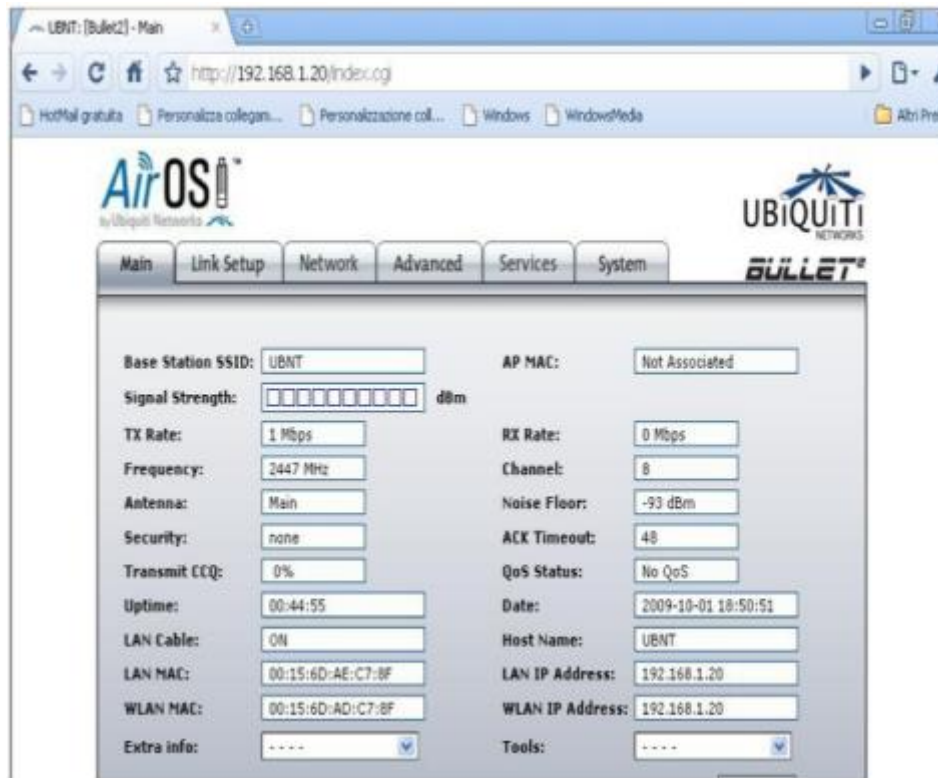 UBNT: [Bullet2] - Main
http://192.168.1.20/index.cgi
HotMail gratuita Personalizza collegam... Personalizzazione coll... Windows WindowsMedia Altri Pre
AirOS ™
by Ubiquiti Networks
UBiQUiTi
NETWORKS
Main Link Setup Network Advanced Services System
BULLET²
Base Station SSID: UBNT AP MAC: Not Associated
Signal Strength: dBm
TX Rate: 1 Mbps RX Rate: 0 Mbps
Frequency: 2447 MHz Channel: 8
Antenna: Main Noise Floor: -93 dBm
Security: none ACK Timeout: 48
Transmit CCQ: 0% QoS Status: No QoS
Uptime: 00:44:55 Date: 2009-10-01 18:50:51
LAN Cable: ON Host Name: UBNT
LAN MAC: 00:15:6D:AE:C7:8F LAN IP Address: 192.168.1.20
WLAN MAC: 00:15:6D:AD:C7:8F WLAN IP Address: 192.168.1.20
Extra info: - - - - Tools: - - - -